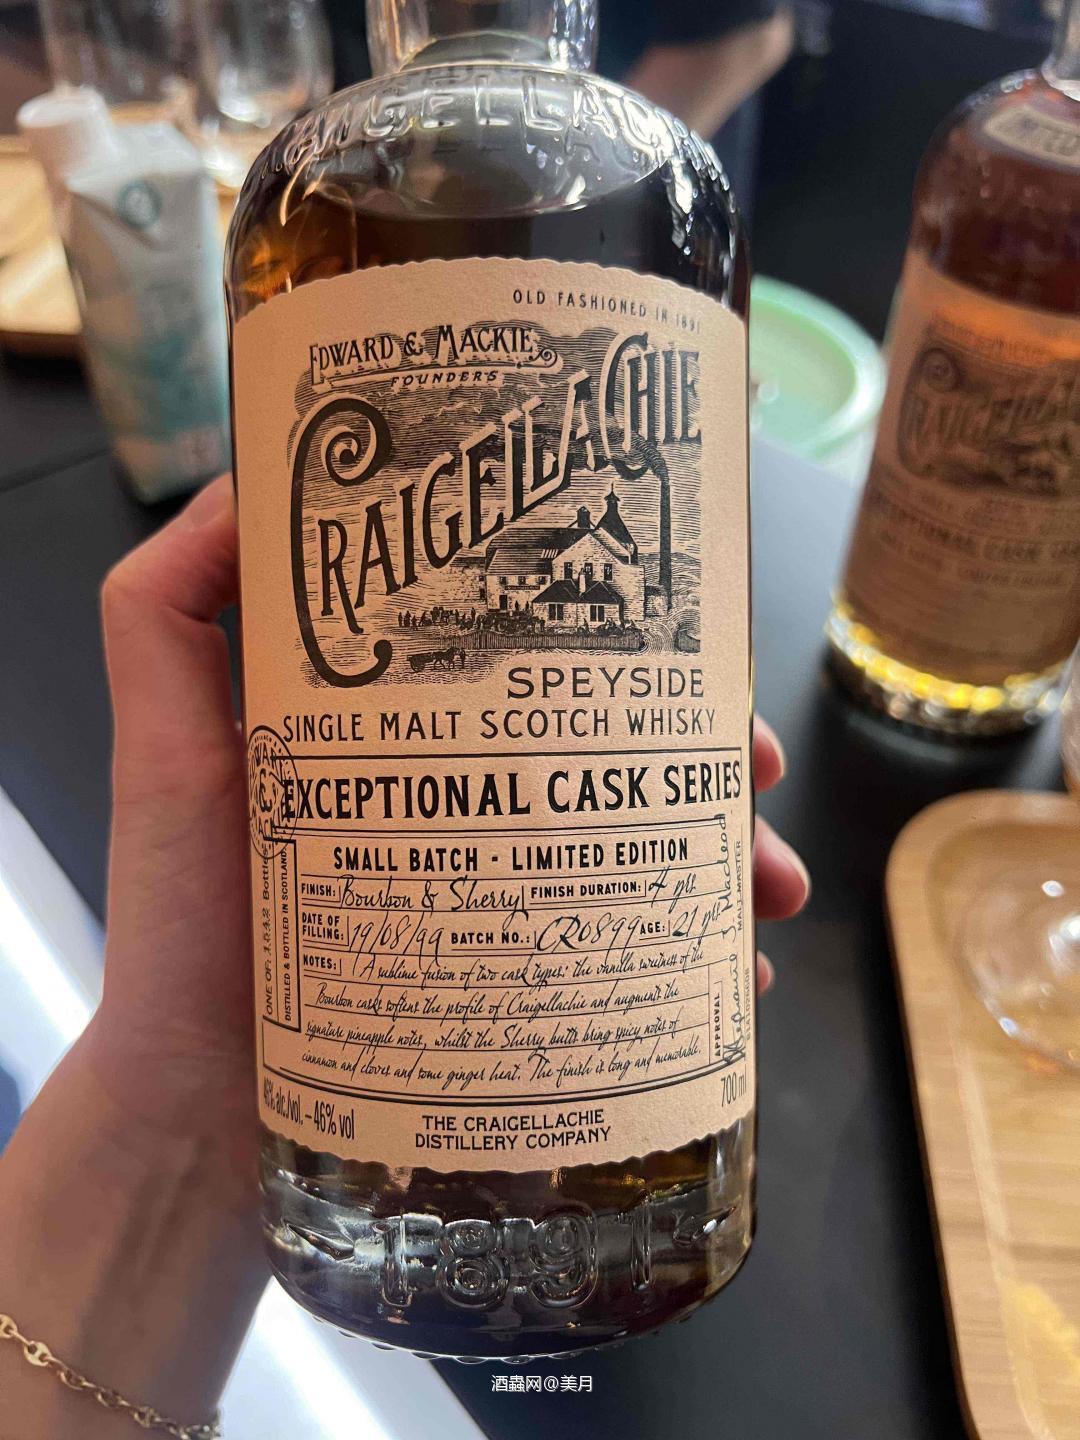 CRAIGELLAC
OLD FASHIONED IN 1891
EDWARD & MACKIE
FOUNDERS
CRAIGELLACHIE
SPEYSIDE
SINGLE MALT SCOTCH WHISKY
EXCEPTIONAL CASK SERIES
SMALL BATCH - LIMITED EDITION
FINISH: Bourbon & Sherry FINISH DURATION: 4 yrs
DATE OF FILLING: 19/08/99 BATCH NO.: CR0899 AGE: 21 yrs
NOTES: A sublime fusion of two cask types: the vanilla sweetness of the
Bourbon casks softens the profile of Craigellachie and augments the
signature pineapple notes, whilst the Sherry butts bring spicy notes of
cinnamon and cloves and some ginger heat. The finish is long and memorable.
ONE OF: Bottles
DISTILLED & BOTTLED IN SCOTLAND
APPROVAL
MALT MASTER
46% alc./vol. – 46% vol
700 ml
THE CRAIGELLACHIE
DISTILLERY COMPANY
1891
酒蟲网@美月